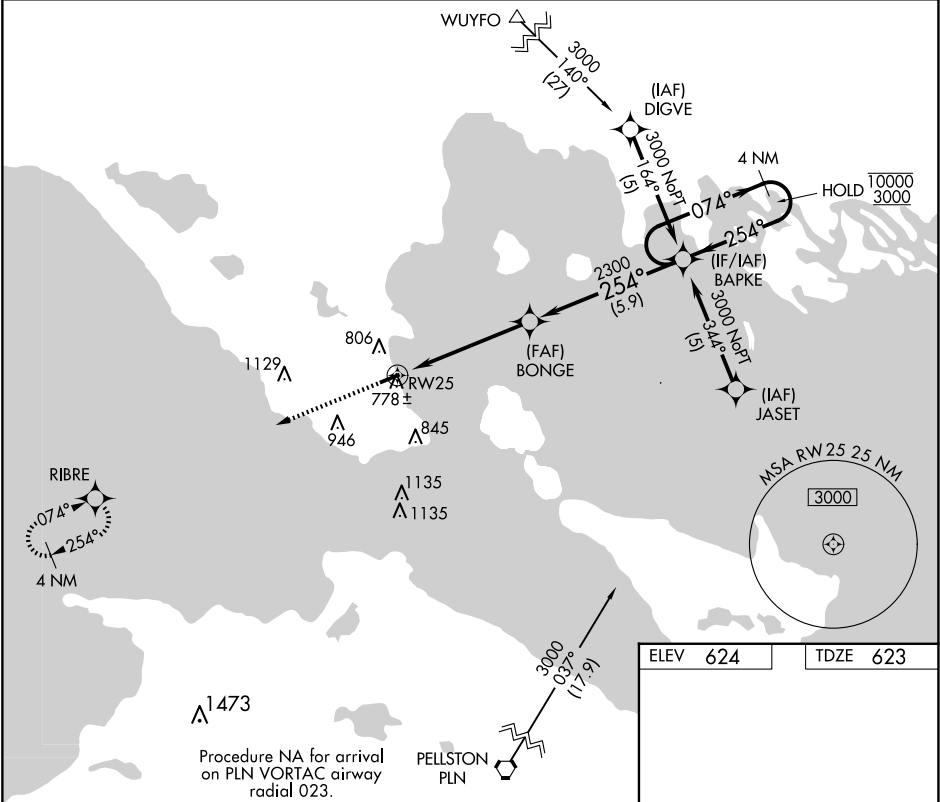 WUYFO
3000
140°
(27)
(IAF)
DIGVE
3000 NoPT
164°
(5)
4 NM
HOLD
10000
3000
074°
254°
(IF/IAF)
BAPKE
2300
254°
(5.9)
3000 NoPT
344°
(5)
(FAF)
BONGE
(IAF)
JASET
806
1129
RW25
778 ±
946
845
1135
1135
RIBRE
074°
254°
4 NM
MSA RW25 25 NM
3000
3000
037°
(17.9)
ELEV 624
TDZE 623
1473
Procedure NA for arrival
on PLN VORTAC airway
radial 023.
PELLSTON
PLN